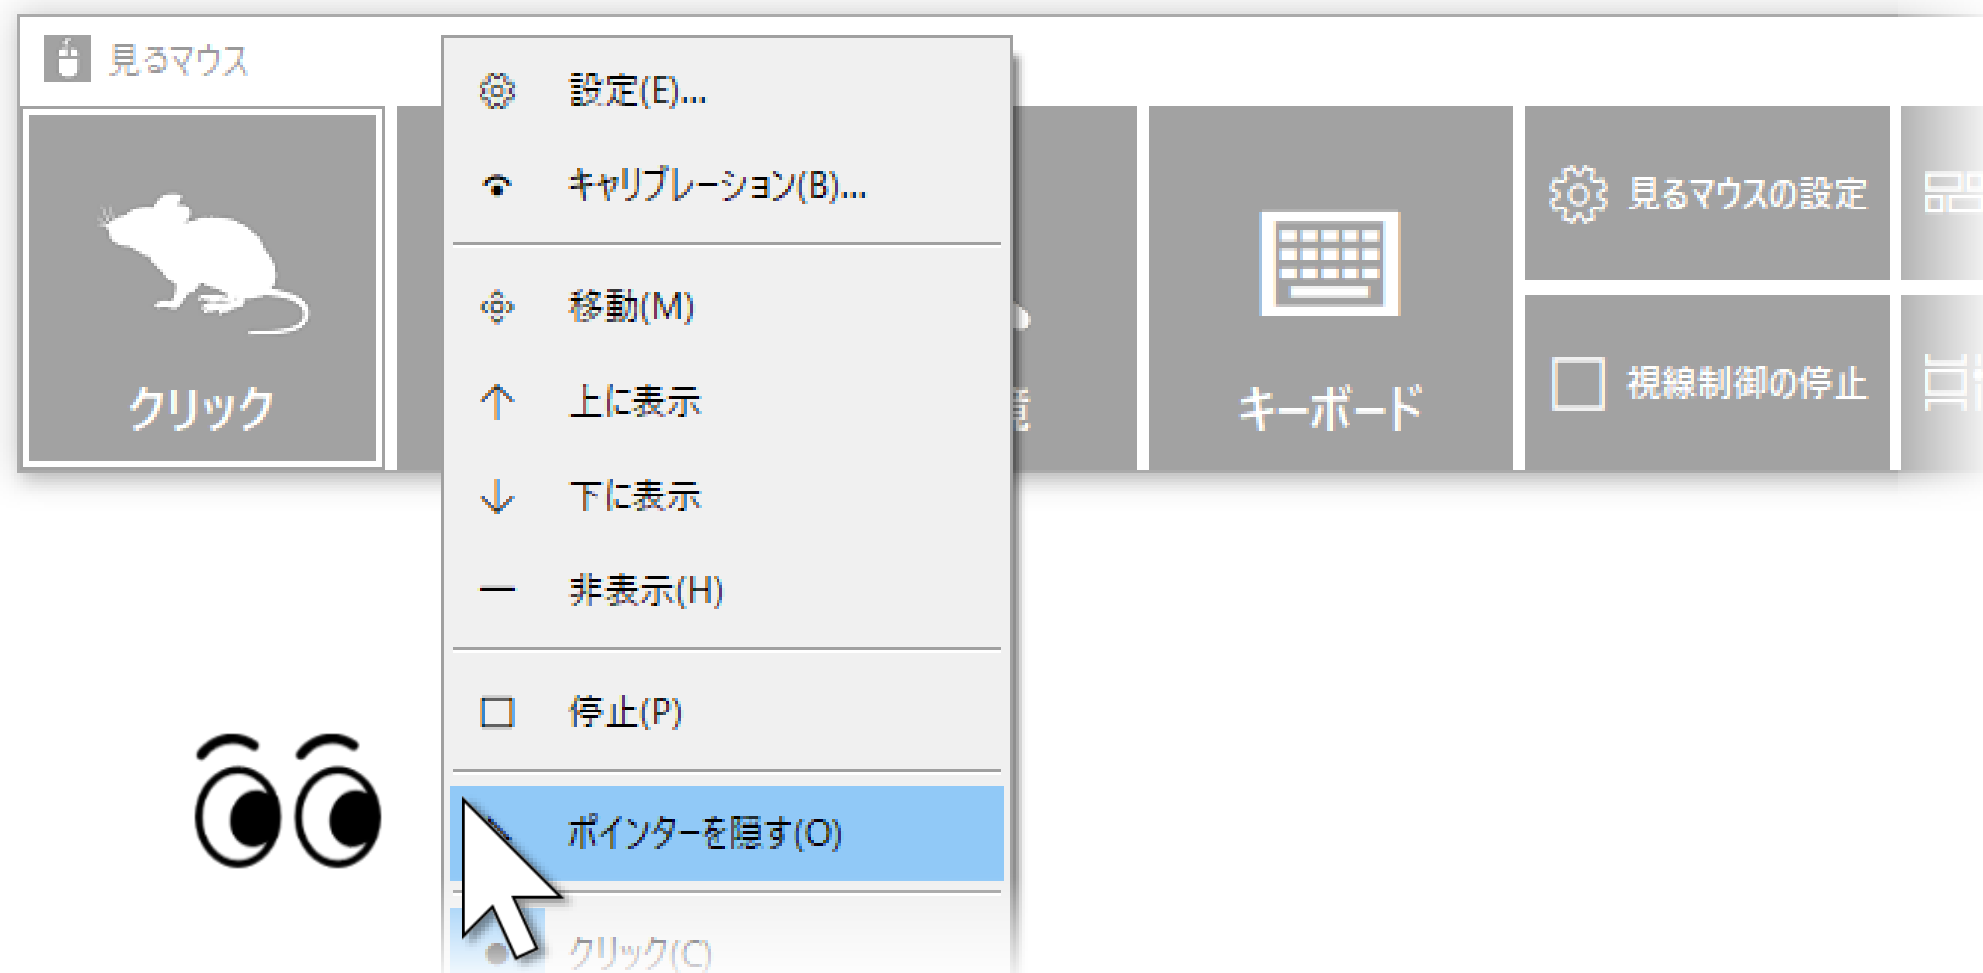 見るマウス
設定(E)...
キャリブレーション(B)...
移動(M)
上に表示
下に表示
非表示(H)
停止(P)
ポインターを隠す(O)
クリック(C)
クリック
キーボード
見るマウスの設定
視線制御の停止